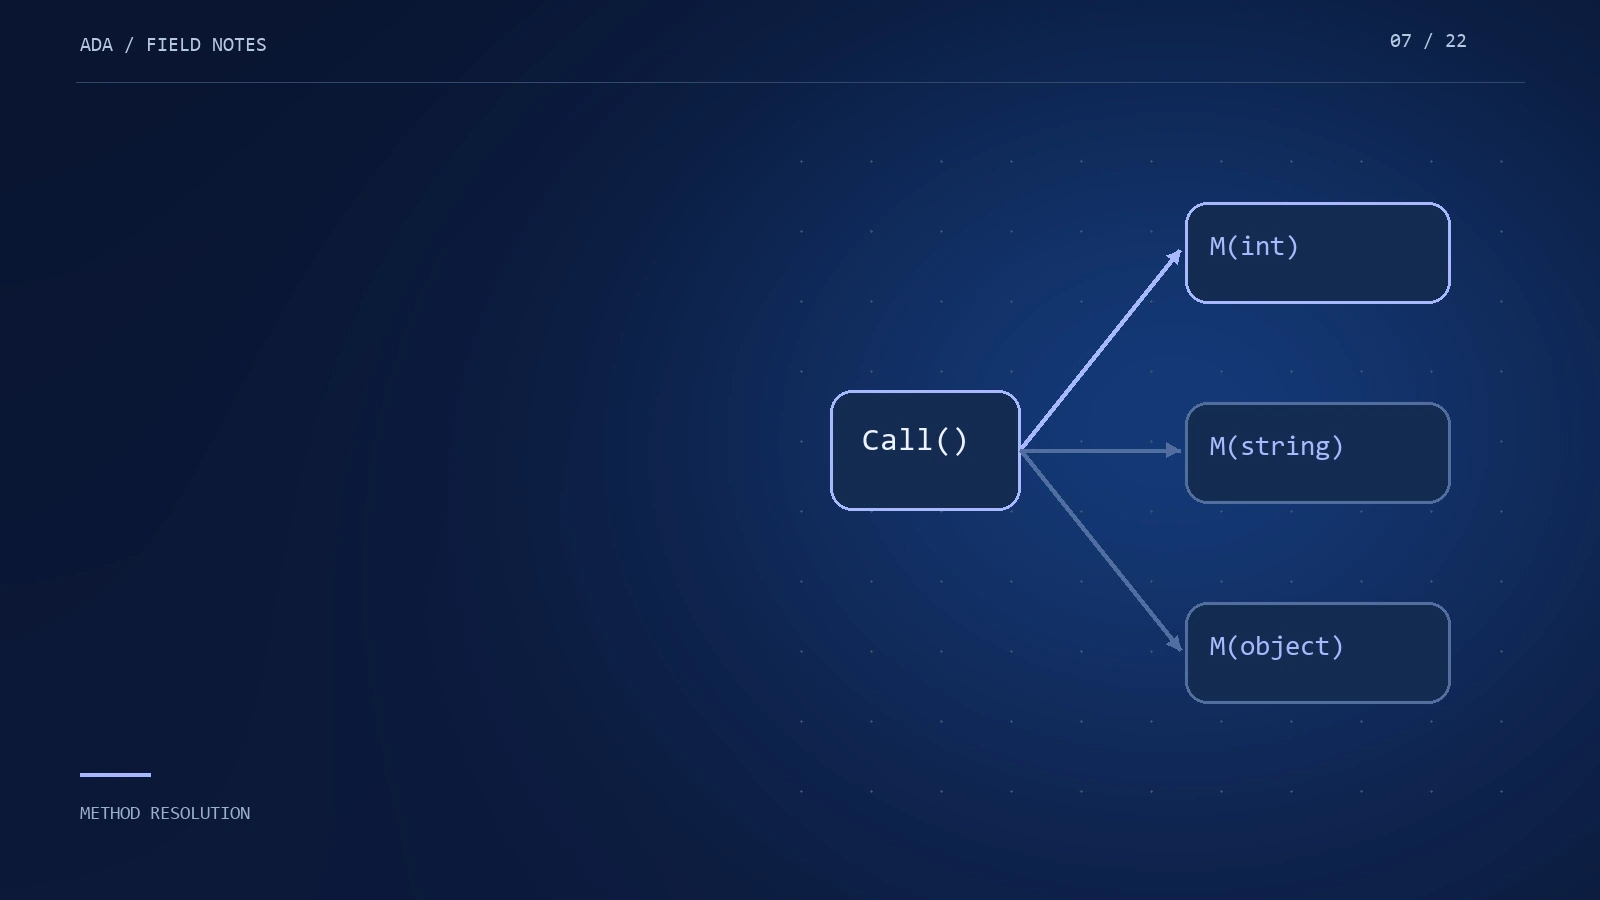 ADA / FIELD NOTES
07 / 22
M(int)
Call()
M(string)
M(object)
METHOD RESOLUTION